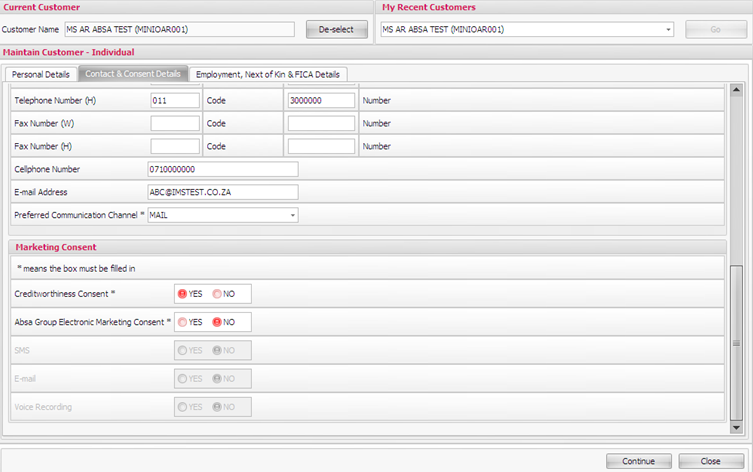 Current Customer
My Recent Customers
Customer Name MS AR ABSA TEST (MINIOAR001) De-select MS AR ABSA TEST (MINIOAR001) Go
Maintain Customer - Individual
Personal Details Contact & Consent Details Employment, Next of Kin & FICA Details
Telephone Number (H) 011 Code 3000000 Number
Fax Number (W) Code Number
Fax Number (H) Code Number
Cellphone Number 0710000000
E-mail Address ABC@IMSTEST.CO.ZA
Preferred Communication Channel * MAIL
Marketing Consent
* means the box must be filled in
Creditworthiness Consent * YES NO
Absa Group Electronic Marketing Consent * YES NO
SMS YES NO
E-mail YES NO
Voice Recording YES NO
Continue Close